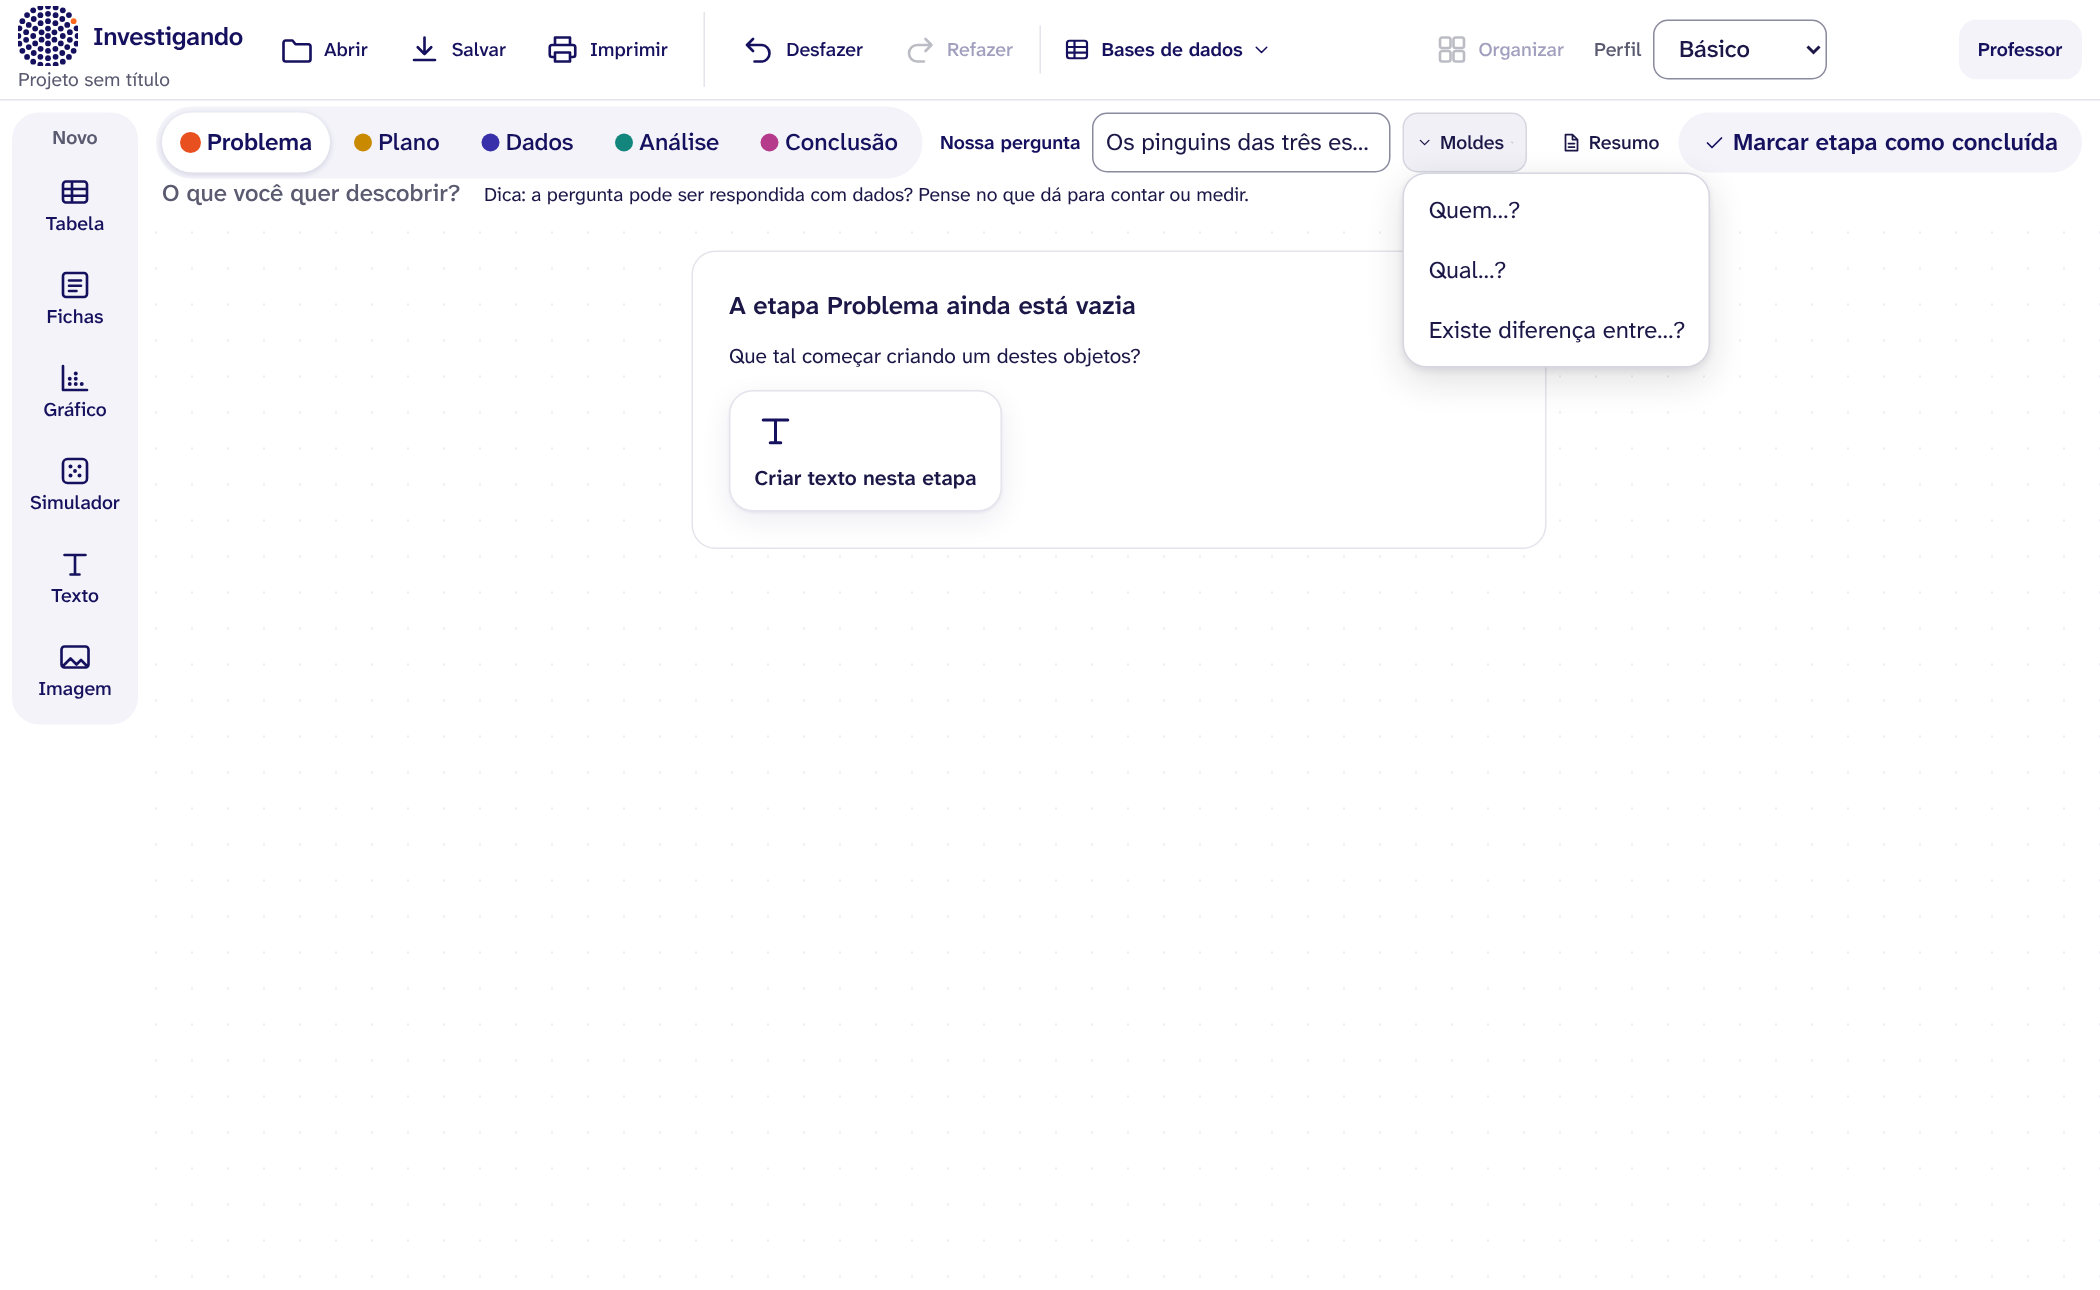 Investigando
Projeto sem título
Abrir
Salvar
Imprimir
Desfazer
Refazer
Bases de dados
Organizar
Perfil
Básico
Professor
Novo
Tabela
Fichas
Gráfico
Simulador
Texto
Imagem
Problema
Plano
Dados
Análise
Conclusão
Nossa pergunta
Os pinguins das três es...
Moldes
Resumo
Marcar etapa como concluída
O que você quer descobrir?
Dica: a pergunta pode ser respondida com dados? Pense no que dá para contar ou medir.
Quem...?
Qual...?
Existe diferença entre...?
A etapa Problema ainda está vazia
Que tal começar criando um destes objetos?
Criar texto nesta etapa